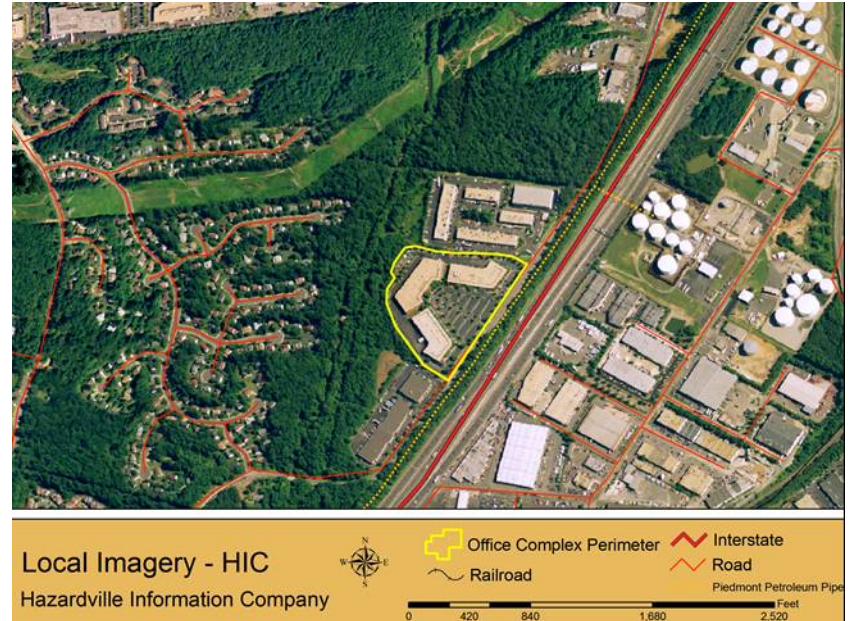 Local Imagery - HIC
Hazardville Information Company
N
W E
S
Office Complex Perimeter
Railroad
Interstate
Road
Piedmont Petroleum Pipe
Feet
0 420 840 1,680 2,520